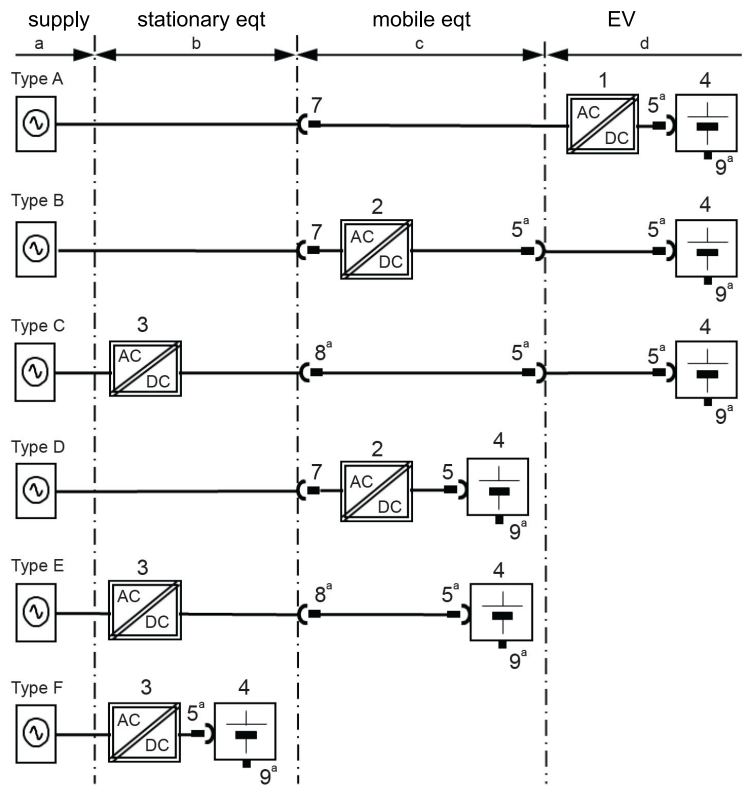 supply stationary eqt mobile eqt EV
a b c d
Type A
1 4
7 5a
AC
DC
9a
Type B
2 4
7 5a 5a
AC
DC
9a
Type C
3 4
8a 5a 5a
AC
DC
9a
Type D
2 4
7 5
AC
DC
9a
Type E
3 4
8a 5a
AC
DC
9a
Type F
3 4
5a
AC
DC
9a